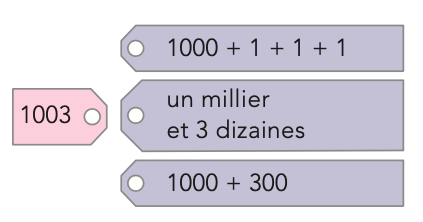 1000 + 1 + 1 + 1
1003
un millier
et 3 dizaines
1000 + 300